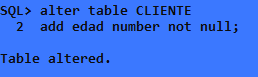 SQL> alter table CLIENTE
  2  add edad number not null;
Table altered.